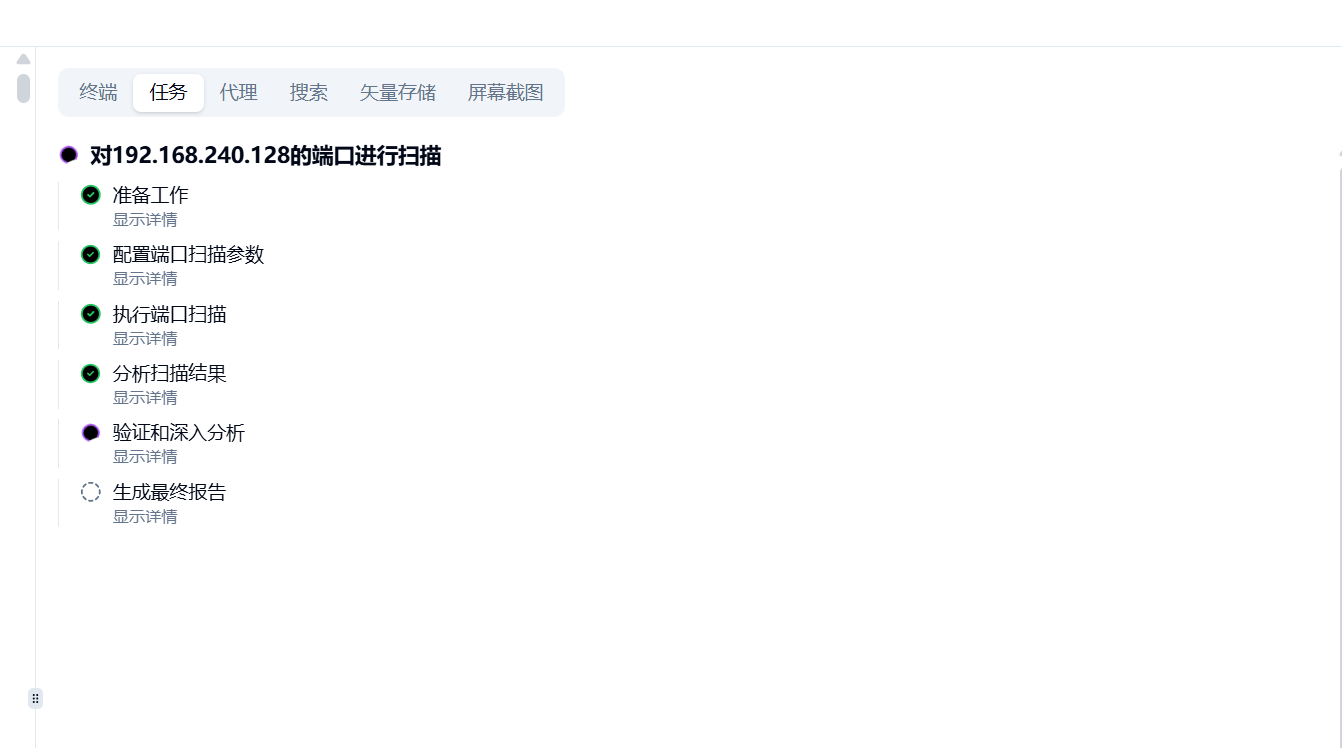 终端 任务 代理 搜索 矢量存储 屏幕截图
对192.168.240.128的端口进行扫描
准备工作
显示详情
配置端口扫描参数
显示详情
执行端口扫描
显示详情
分析扫描结果
显示详情
验证和深入分析
显示详情
生成最终报告
显示详情